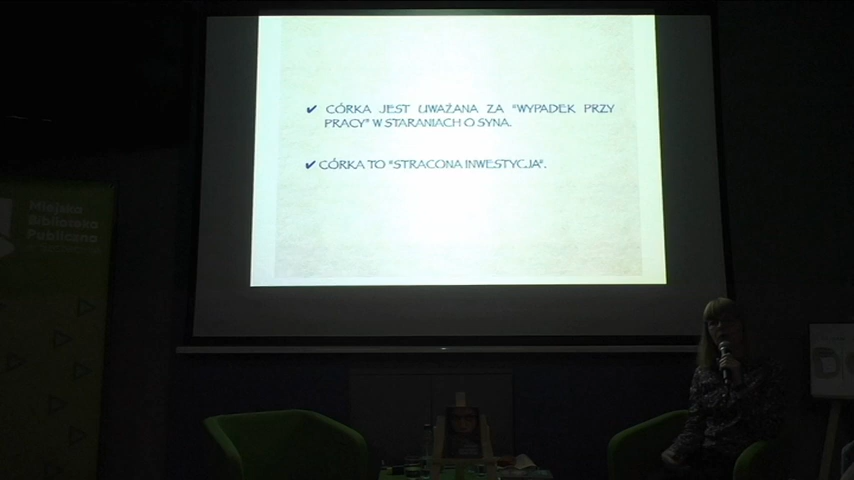 ✔ CÓRKA JEST UWAŻANA ZA "WYPADEK PRZY
PRACY" W STARANIACH O SYNA.
✔ CÓRKA TO "STRACONA INWESTYCJA".
Miejska
Biblioteka
Publiczna